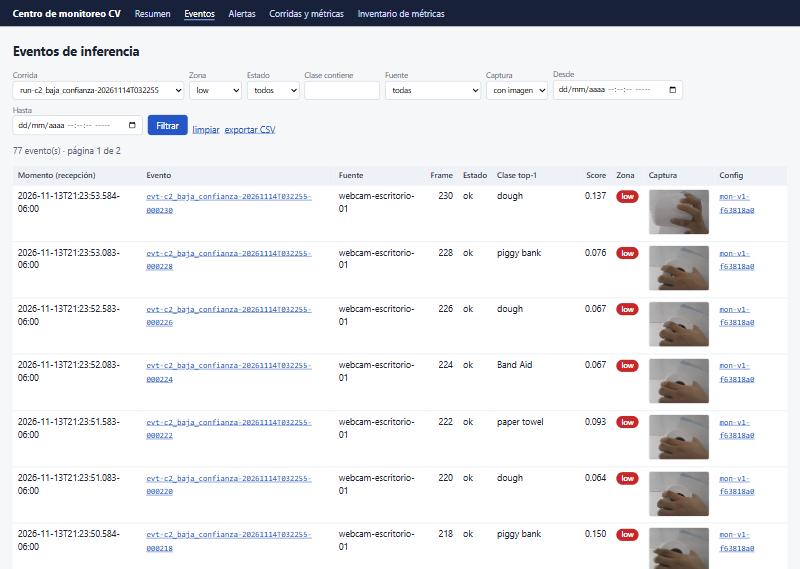 Centro de monitoreo CV Resumen Eventos Alertas Corridas y métricas Inventario de métricas
Eventos de inferencia
Corrida Zona Estado Clase contiene Fuente Captura Desde
run-c2_baja_confianza-20261114T032255 low todos todas con imagen dd/mm/aaaa --:--:-- -----
Hasta
dd/mm/aaaa --:--:-- ----- Filtrar limpiar exportar CSV
77 evento(s) · página 1 de 2
Momento (recepción) Evento Fuente Frame Estado Clase top-1 Score Zona Captura Config
2026-11-13T21:23:53.584- evt-c2_baja_confianza-20261114T032255- webcam-escritorio- 230 ok dough 0.137 low mon-v1-
06:00 000230 01 f63818a0
2026-11-13T21:23:53.083- evt-c2_baja_confianza-20261114T032255- webcam-escritorio- 228 ok piggy bank 0.076 low mon-v1-
06:00 000228 01 f63818a0
2026-11-13T21:23:52.583- evt-c2_baja_confianza-20261114T032255- webcam-escritorio- 226 ok dough 0.067 low mon-v1-
06:00 000226 01 f63818a0
2026-11-13T21:23:52.083- evt-c2_baja_confianza-20261114T032255- webcam-escritorio- 224 ok Band Aid 0.067 low mon-v1-
06:00 000224 01 f63818a0
2026-11-13T21:23:51.583- evt-c2_baja_confianza-20261114T032255- webcam-escritorio- 222 ok paper towel 0.093 low mon-v1-
06:00 000222 01 f63818a0
2026-11-13T21:23:51.083- evt-c2_baja_confianza-20261114T032255- webcam-escritorio- 220 ok dough 0.064 low mon-v1-
06:00 000220 01 f63818a0
2026-11-13T21:23:50.584- evt-c2_baja_confianza-20261114T032255- webcam-escritorio- 218 ok piggy bank 0.150 low mon-v1-
06:00 000218 01 f63818a0